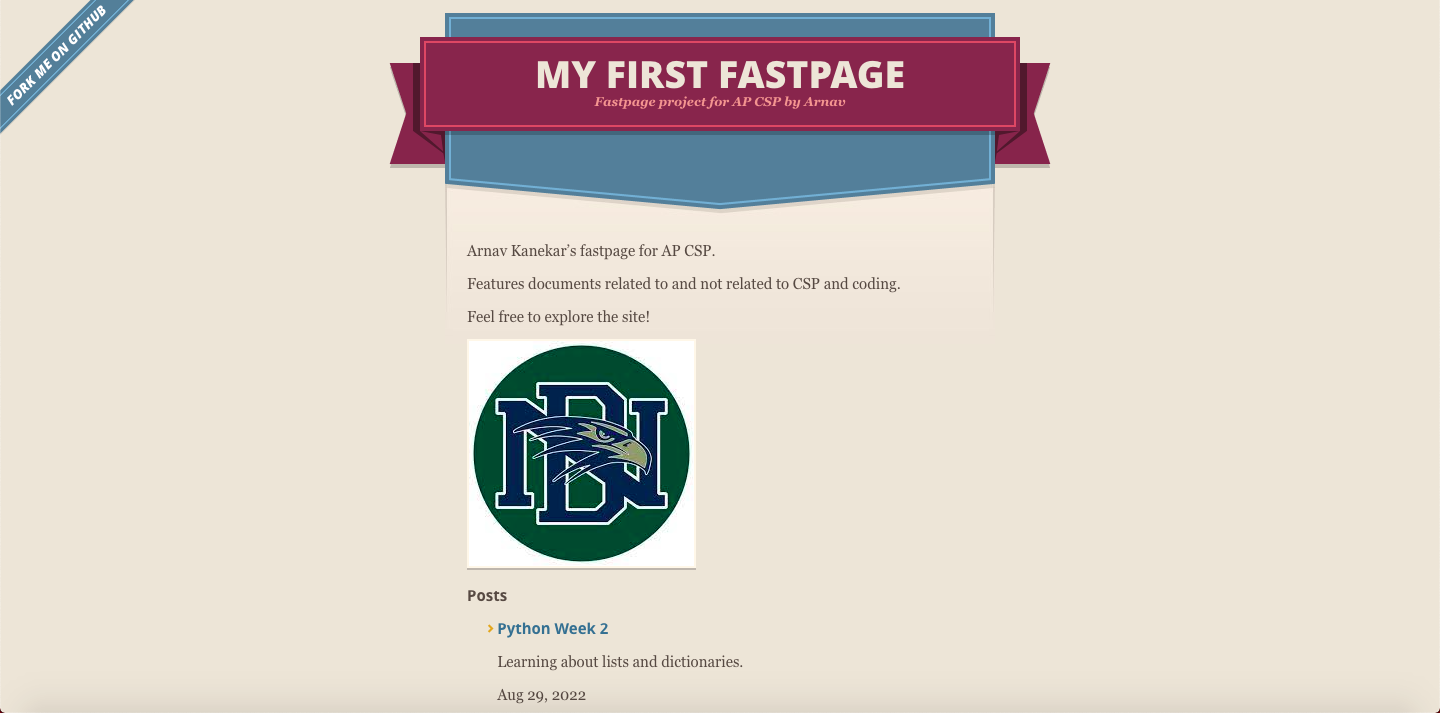 FORK ME ON GITHUB
MY FIRST FASTPAGE
Fastpage project for AP CSP by Arnav
Arnav Kanekar’s fastpage for AP CSP.
Features documents related to and not related to CSP and coding.
Feel free to explore the site!
DN
Posts
Python Week 2
Learning about lists and dictionaries.
Aug 29, 2022